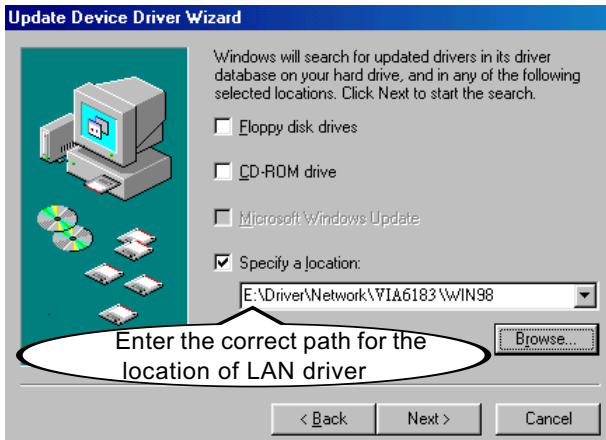 Update Device Driver Wizard
Windows will search for updated drivers in its driver
database on your hard drive, and in any of the following
selected locations. Click Next to start the search.
Floppy disk drives
CD-ROM drive
Microsoft Windows Update
Specify a location:
E:\Driver\Network\VIA6183\WIN98
Enter the correct path for the
location of LAN driver
Browse...
< Back
Next >
Cancel